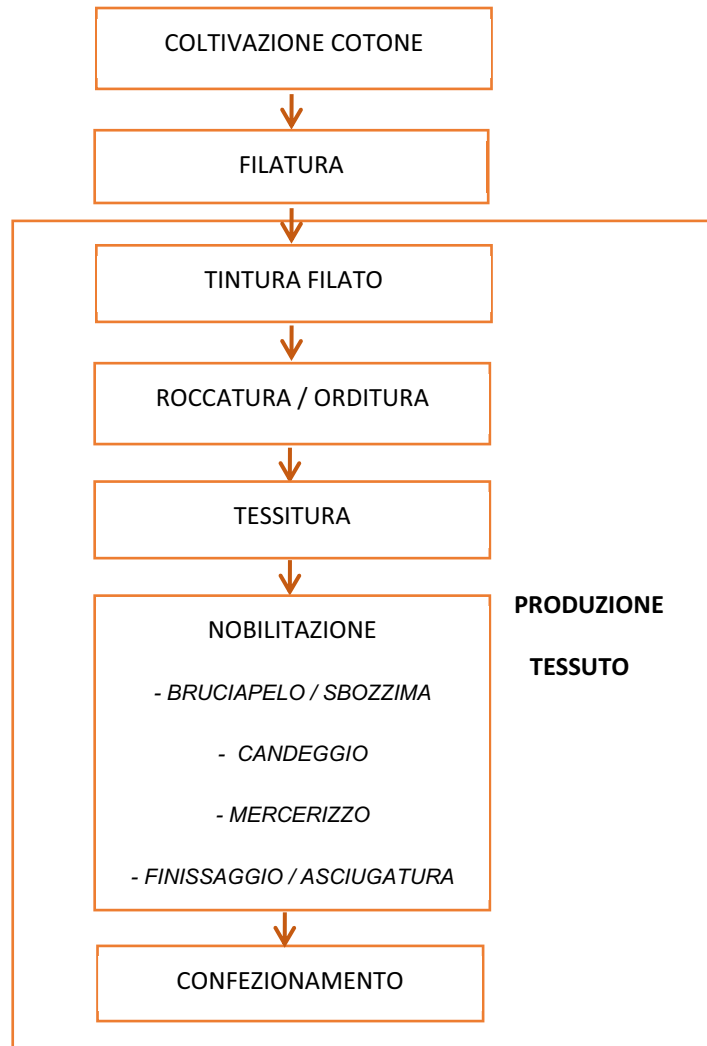 COLTIVAZIONE COTONE
FILATURA
TINTURA FILATO
ROCCATURA / ORDITURA
TESSITURA
NOBILITAZIONE
- BRUCIAPELO / SBOZZIMA
- CANDEGGIO
- MERCERIZZO
- FINISSAGGIO / ASCIUGATURA
PRODUZIONE
TESSUTO
CONFEZIONAMENTO